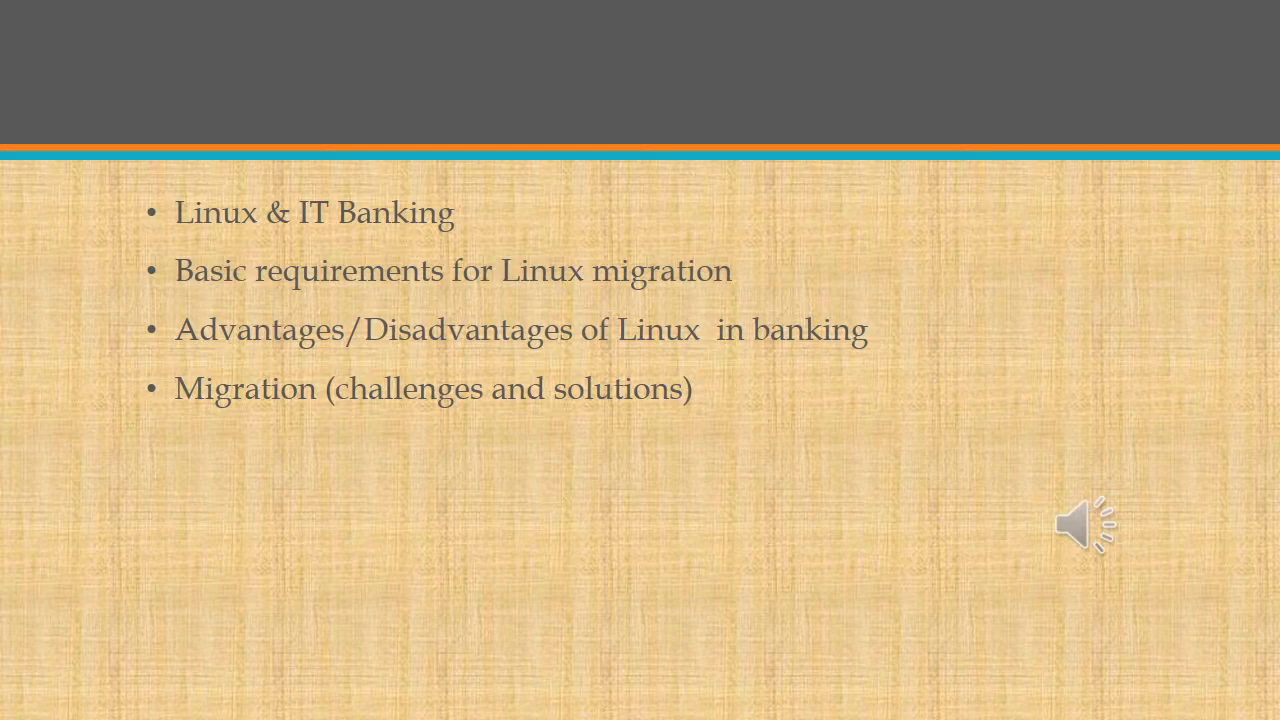 • Linux & IT Banking
• Basic requirements for Linux migration
• Advantages/Disadvantages of Linux  in banking
• Migration (challenges and solutions)